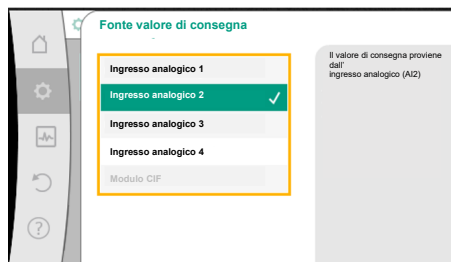 Fonte valore di consegna
Ingresso analogico 1
Ingresso analogico 2
Ingresso analogico 3
Ingresso analogico 4
Modulo CIF
Il valore di consegna proviene
dall'
ingresso analogico (AI2)